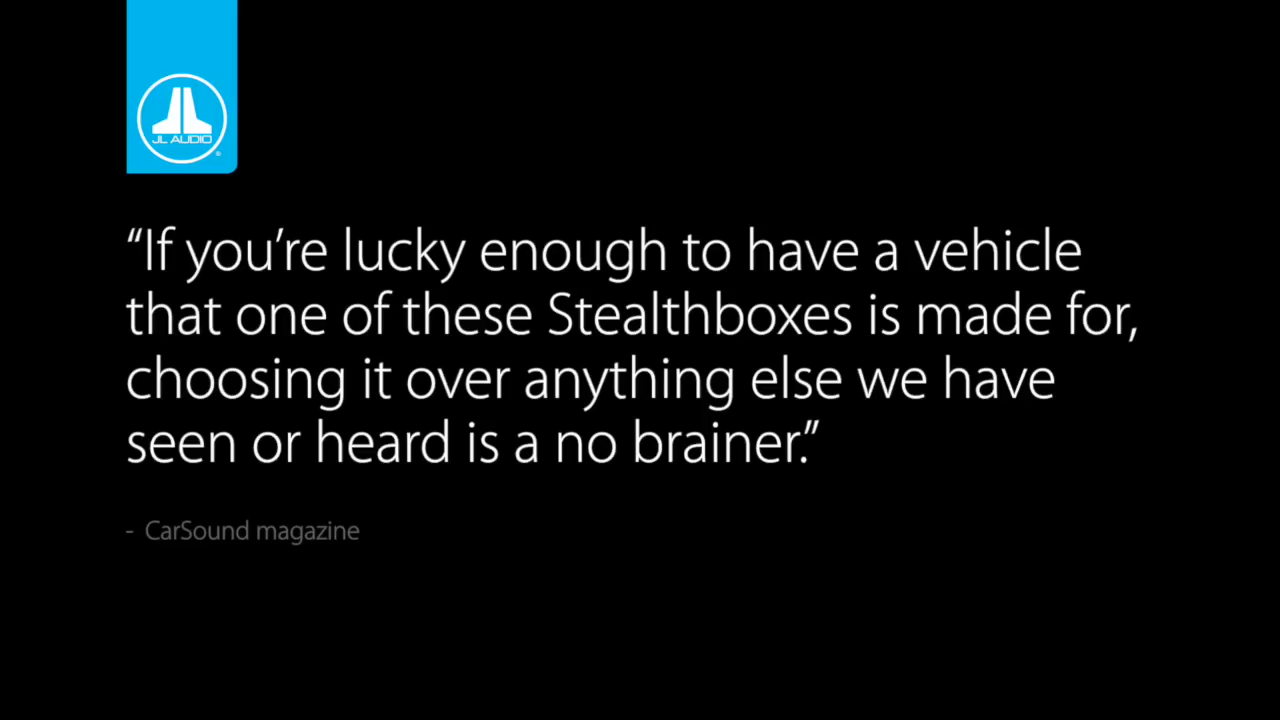 JL AUDIO
“If you’re lucky enough to have a vehicle
that one of these Stealthboxes is made for,
choosing it over anything else we have
seen or heard is a no brainer.”
- CarSound magazine